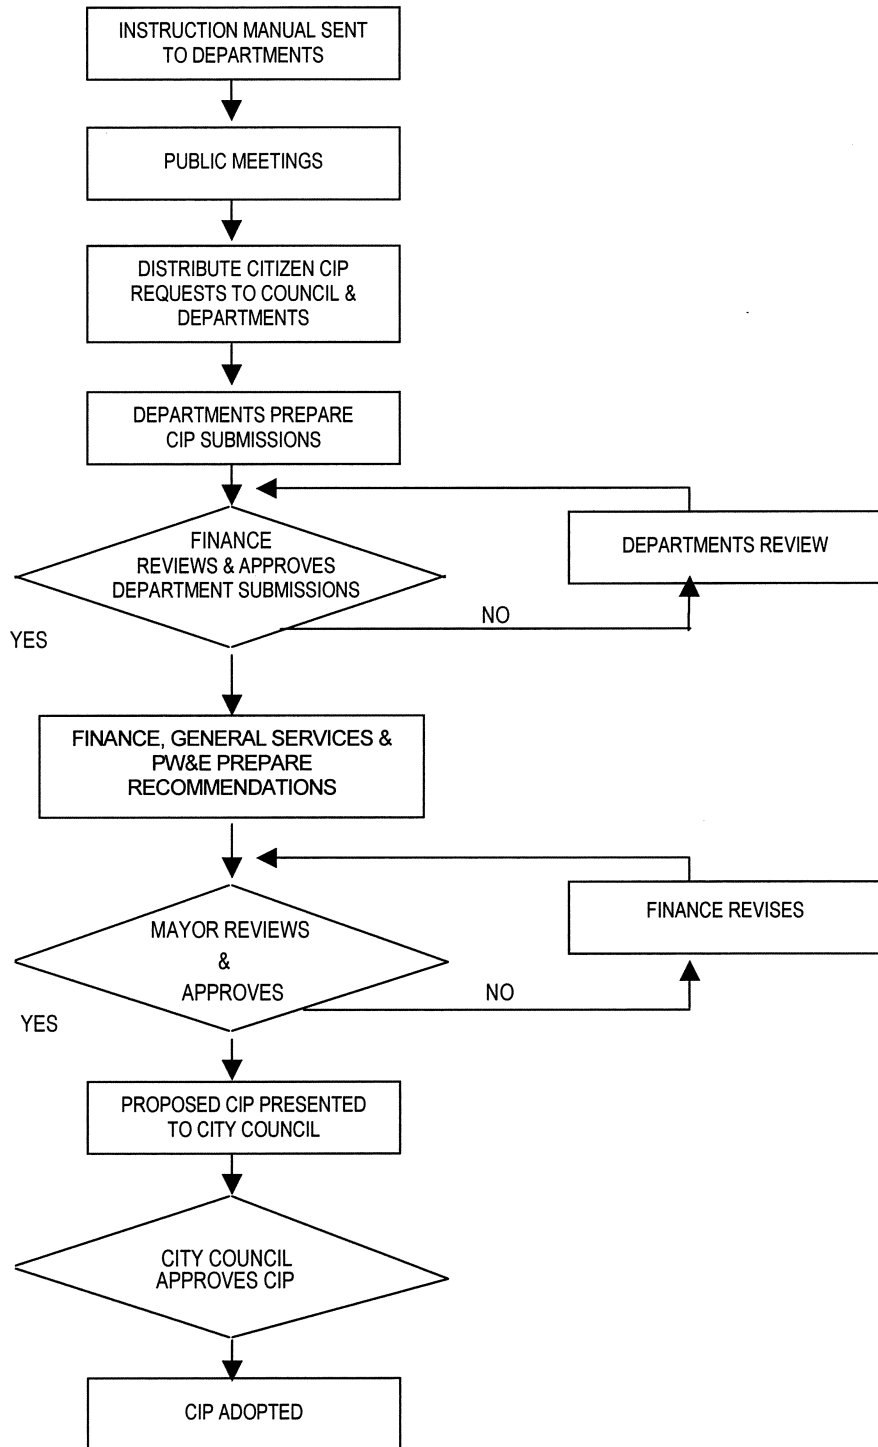 INSTRUCTION MANUAL SENT
TO DEPARTMENTS
PUBLIC MEETINGS
DISTRIBUTE CITIZEN CIP
REQUESTS TO COUNCIL &
DEPARTMENTS
DEPARTMENTS PREPARE
CIP SUBMISSIONS
FINANCE
REVIEWS & APPROVES
DEPARTMENT SUBMISSIONS
DEPARTMENTS REVIEW
NO
YES
FINANCE, GENERAL SERVICES &
PW&E PREPARE
RECOMMENDATIONS
MAYOR REVIEWS
&
APPROVES
FINANCE REVISES
NO
YES
PROPOSED CIP PRESENTED
TO CITY COUNCIL
CITY COUNCIL
APPROVES CIP
CIP ADOPTED